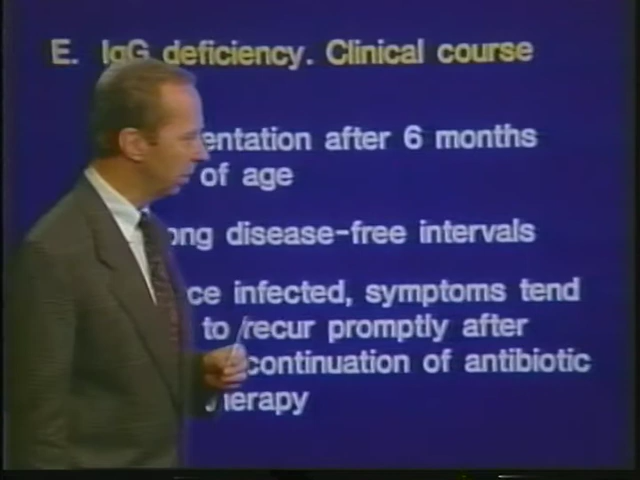 E. IgG deficiency. Clinical course
entation after 6 months
of age
ong disease-free intervals
ce infected, symptoms tend
to recur promptly after
continuation of antibiotic
herapy